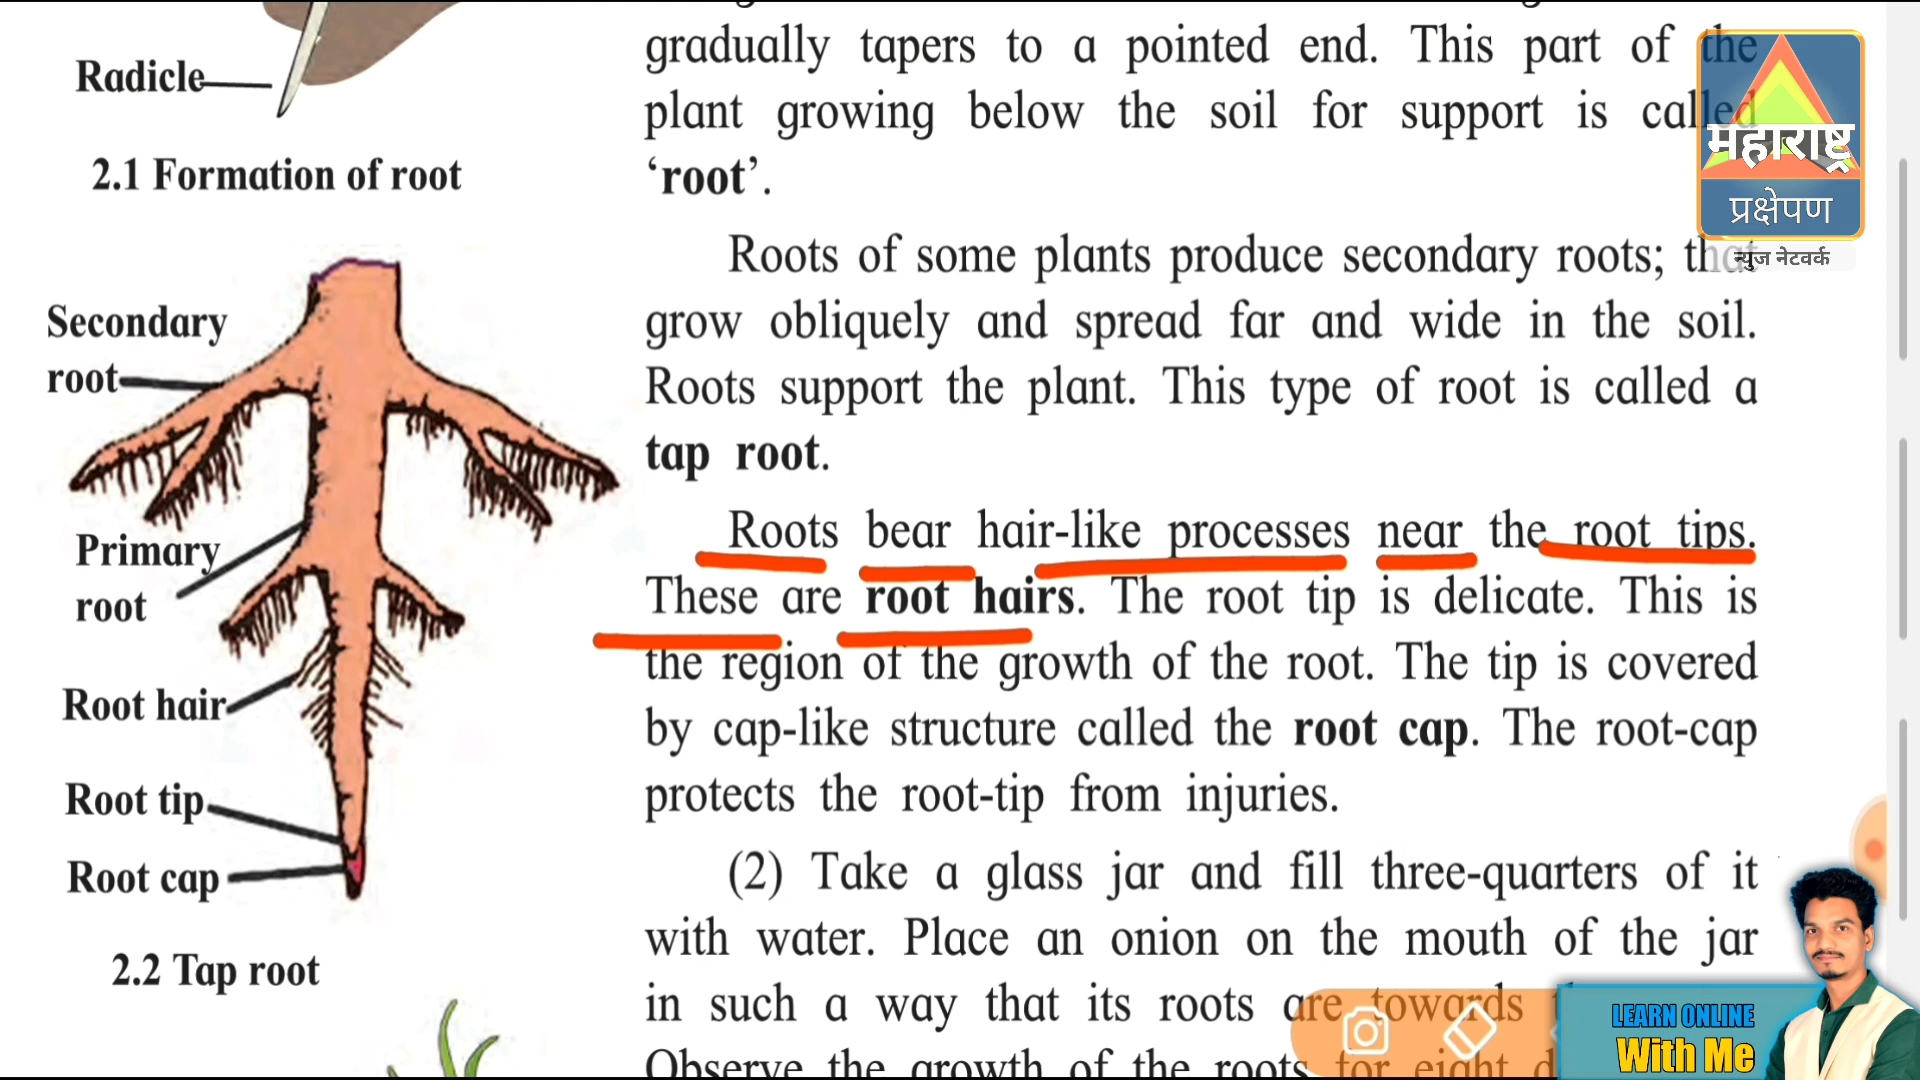 Radicle
2.1 Formation of root
Secondary
root
Primary
root
Root hair
Root tip
Root cap
2.2 Tap root
gradually tapers to a pointed end. This part of the
plant growing below the soil for support is called
‘root’.
Roots of some plants produce secondary roots; that
grow obliquely and spread far and wide in the soil.
Roots support the plant. This type of root is called a
tap root.
Roots bear hair-like processes near the root tips.
These are root hairs. The root tip is delicate. This is
the region of the growth of the root. The tip is covered
by cap-like structure called the root cap. The root-cap
protects the root-tip from injuries.
(2) Take a glass jar and fill three-quarters of it
with water. Place an onion on the mouth of the jar
in such a way that its roots are towards
Observe the growth of the roots for eight
महाराष्ट्र
प्रक्षेपण
न्युज नेटवर्क
LEARN ONLINE
With Me